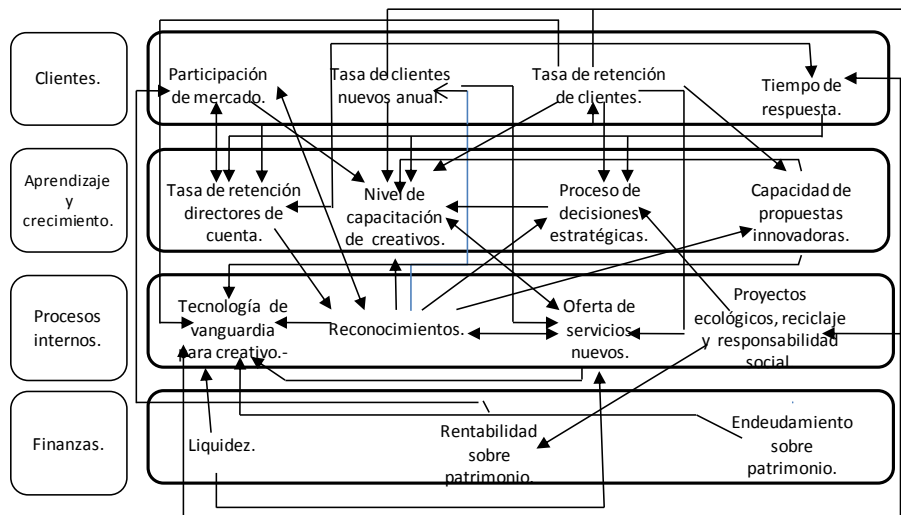 Clientes.
Participación
de mercado.
Tasa de clientes
nuevos anual.
Tasa de retención
de clientes.
Tiempo de
respuesta.
Aprendizaje
y
crecimiento.
Tasa de retención
directores de
cuenta.
Nivel de
capacitación
de creativos.
Proceso de
decisiones
estratégicas.
Capacidad de
propuestas
innovadoras.
Procesos
internos.
Tecnología de
vanguardia
para creativo.-
Reconocimientos.
Oferta de
servicios
nuevos.
Proyectos
ecológicos, reciclaje
y responsabilidad
social.
Finanzas.
Liquidez.
Rentabilidad
sobre
patrimonio.
Endeudamiento
sobre
patrimonio.